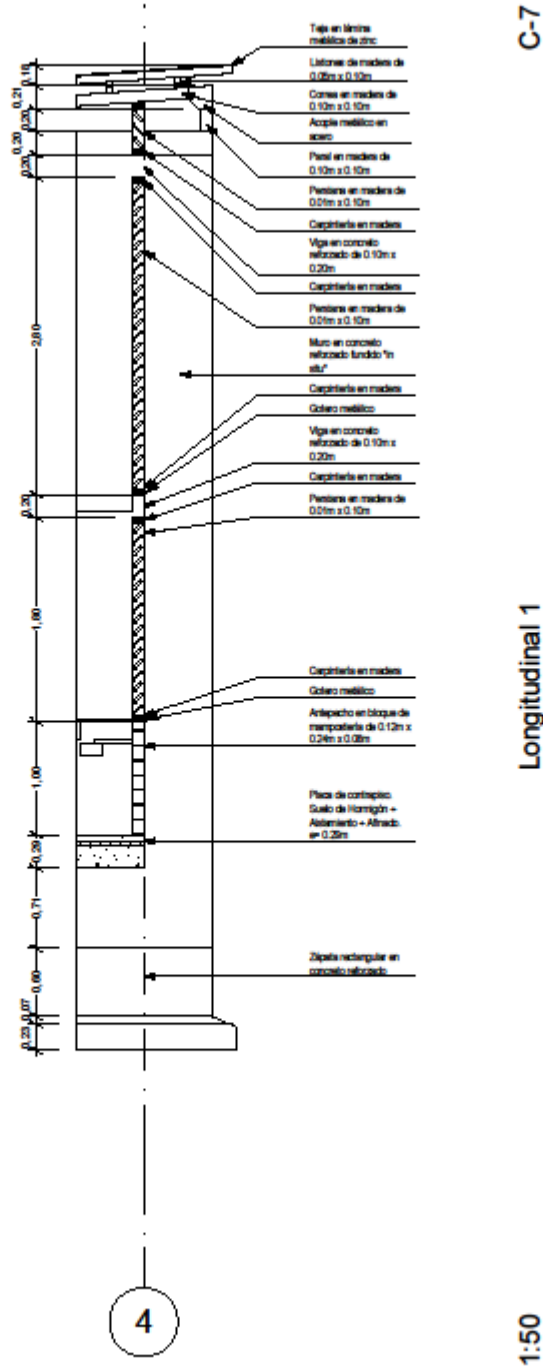 Teja en lámina
metálica de zinc
Listones de madera de
0.05m x 0.10m
Correa en madera de
0.10m x 0.10m
Acople metálico en
acero
Panal en madera de
0.10m x 0.10m
Persiana en madera de
0.01m x 0.10m
Carpintería en madera
Viga en concreto
reforzado de 0.10m x
0.20m
Carpintería en madera
Persiana en madera de
0.01m x 0.10m
Muro en concreto
reforzado fundido "in
situ"
Carpintería en madera
Gotero metálico
Viga en concreto
reforzado de 0.10m x
0.20m
Carpintería en madera
Persiana en madera de
0.01m x 0.10m
Carpintería en madera
Gotero metálico
Antepecho en bloque de
mampostería de 0.12m x
0.24m x 0.08m
Placa de contrapiso.
Suelo de Hormigón +
Aislamiento + Afinado.
e= 0.29m
Zapata rectangular en
concreto reforzado
0,18
0,21
0,20
0,20
0,20
2,80
0,20
1,80
1,00
0,29
0,71
0,60
0,07
0,23
4
C-7
Longitudinal 1
1:50